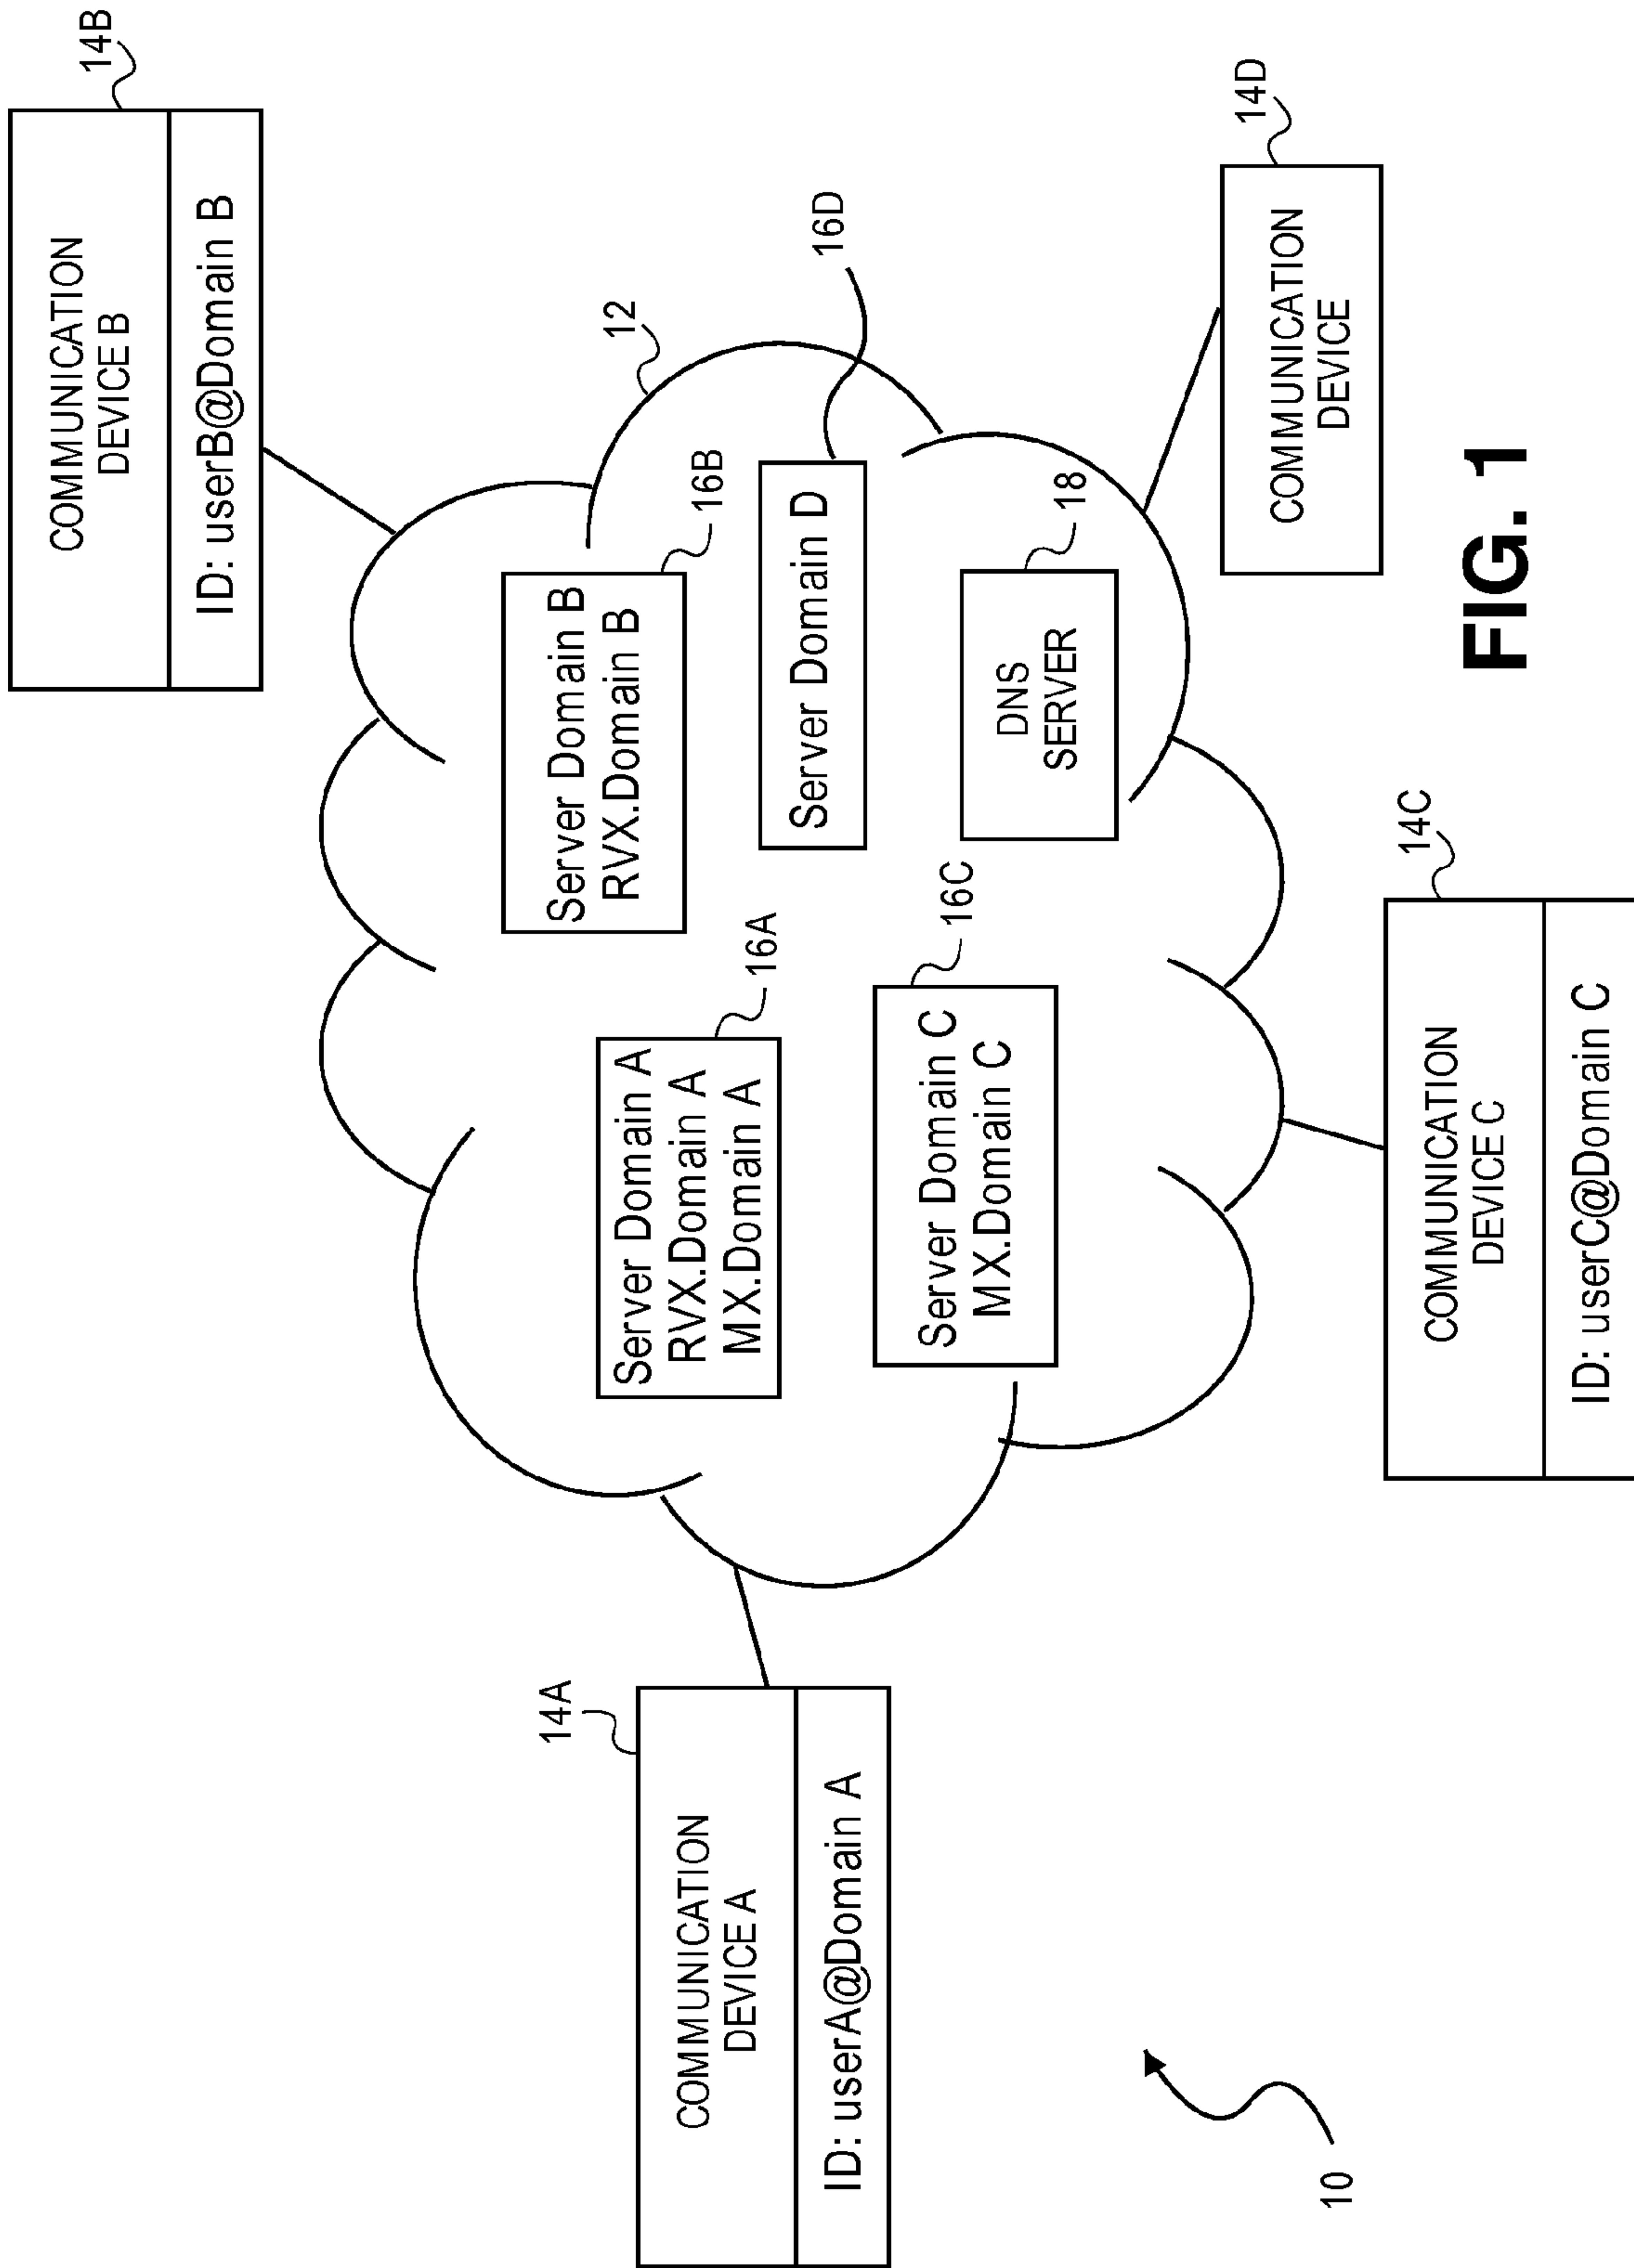 14B
COMMUNICATION
DEVICE B
ID: userB@Domain B
12
16D
14D
COMMUNICATION
DEVICE
Server Domain B
RVX.Domain B
16B
Server Domain D
DNS
SERVER
18
Server Domain A
RVX.Domain A
MX.Domain A
16A
Server Domain C
MX.Domain C
16C
14A
COMMUNICATION
DEVICE A
ID: userA@Domain A
14C
COMMUNICATION
DEVICE C
ID: userC@Domain C
10
FIG. 1